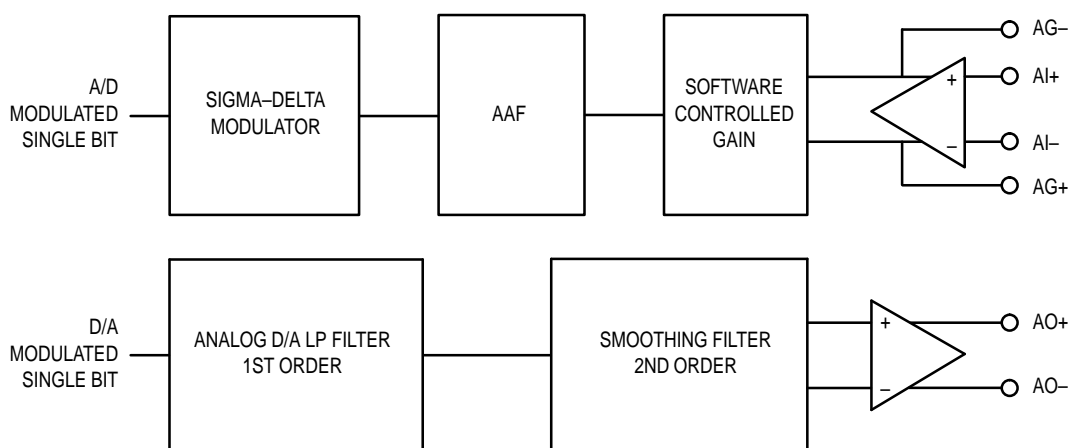 A/D
MODULATED
SINGLE BIT
SIGMA–DELTA
MODULATOR
AAF
SOFTWARE
CONTROLLED
GAIN
+
–
AG–
AI+
AI–
AG+
D/A
MODULATED
SINGLE BIT
ANALOG D/A LP FILTER
1ST ORDER
SMOOTHING FILTER
2ND ORDER
+
–
AO+
AO–